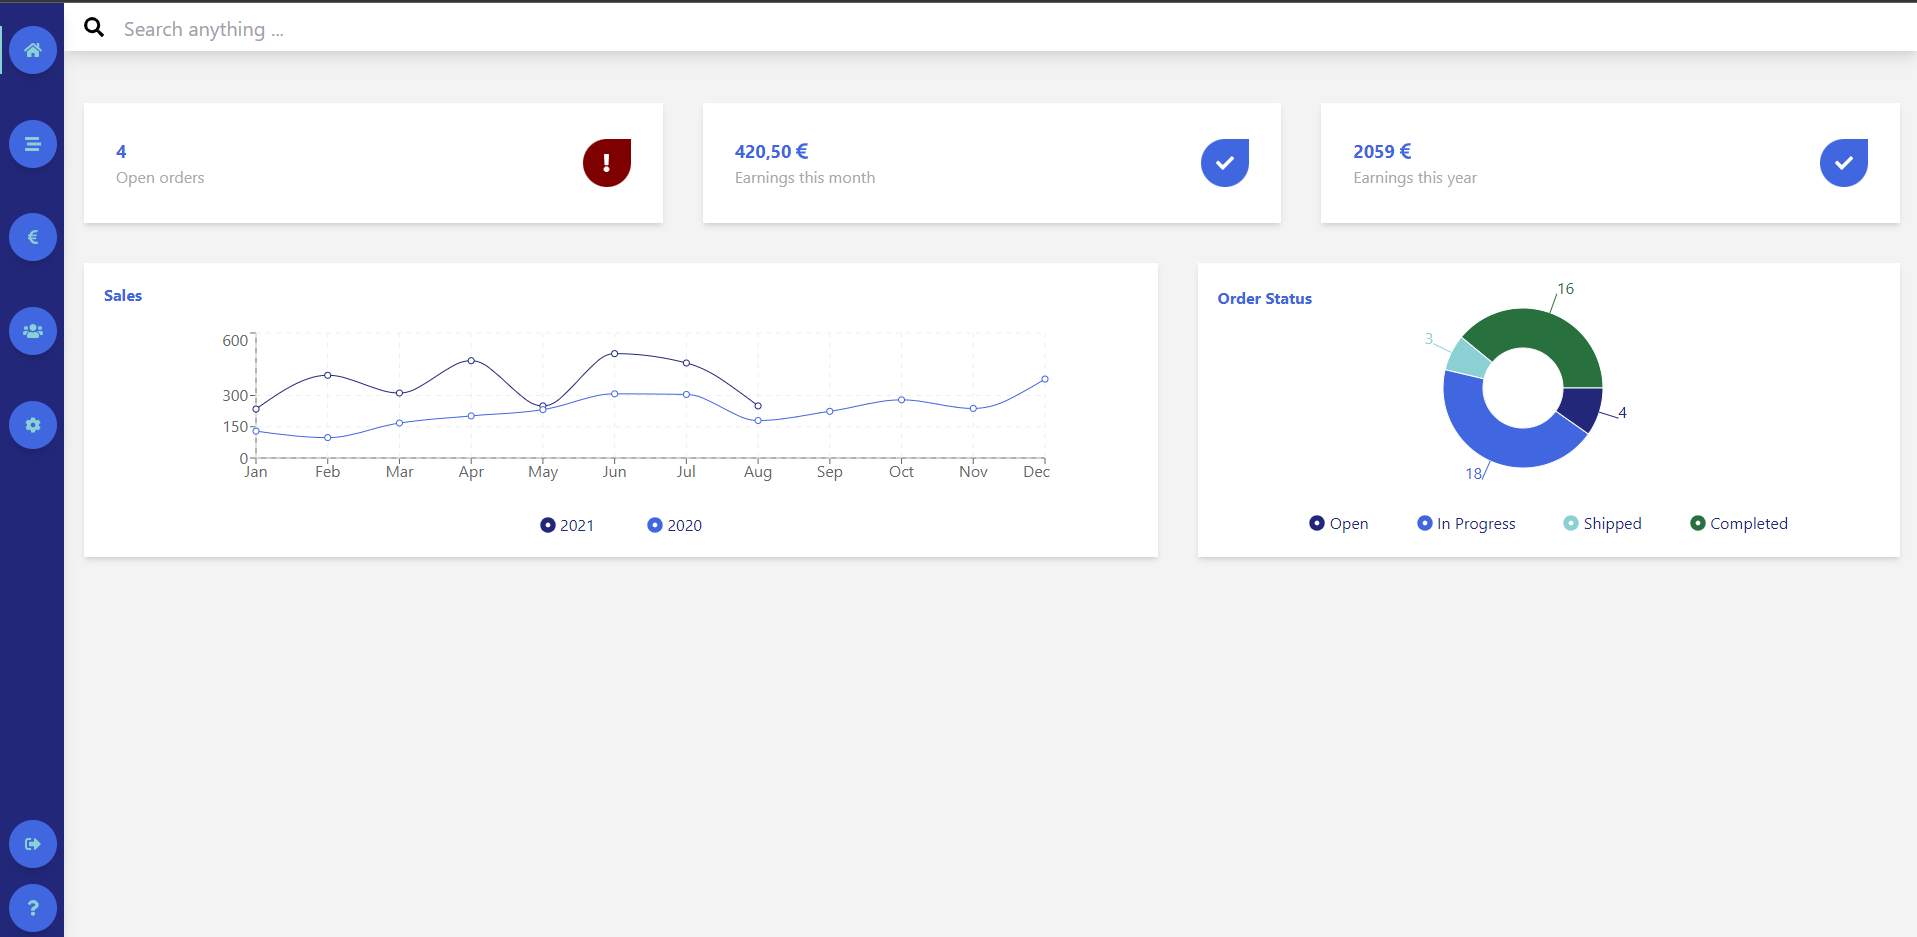 Search anything ...
4
Open orders
!
420,50 €
Earnings this month
2059 €
Earnings this year
€
Sales
600
300
150
0
Jan Feb Mar Apr May Jun Jul Aug Sep Oct Nov Dec
2021 2020
Order Status
16
3
4
18
Open In Progress Shipped Completed
?